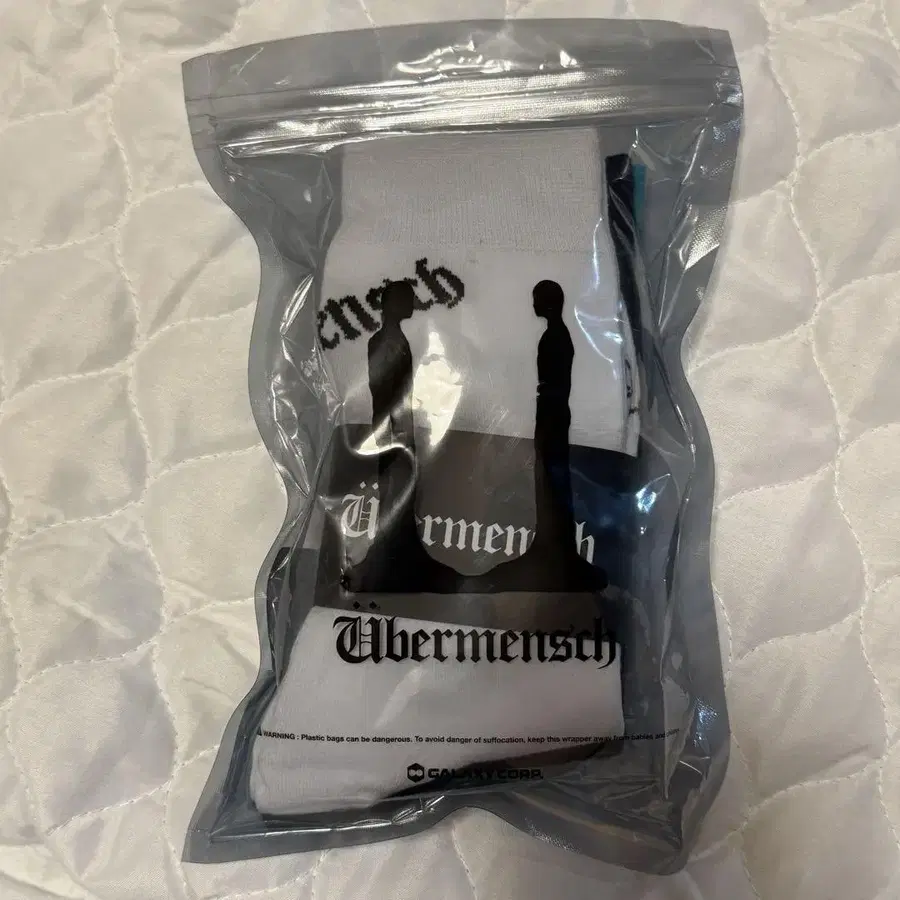 ensch
Übermensch
Übermensch
WARNING : Plastic bags can be dangerous. To avoid danger of suffocation, keep this wrapper away from babies and
GALAXY CORP.